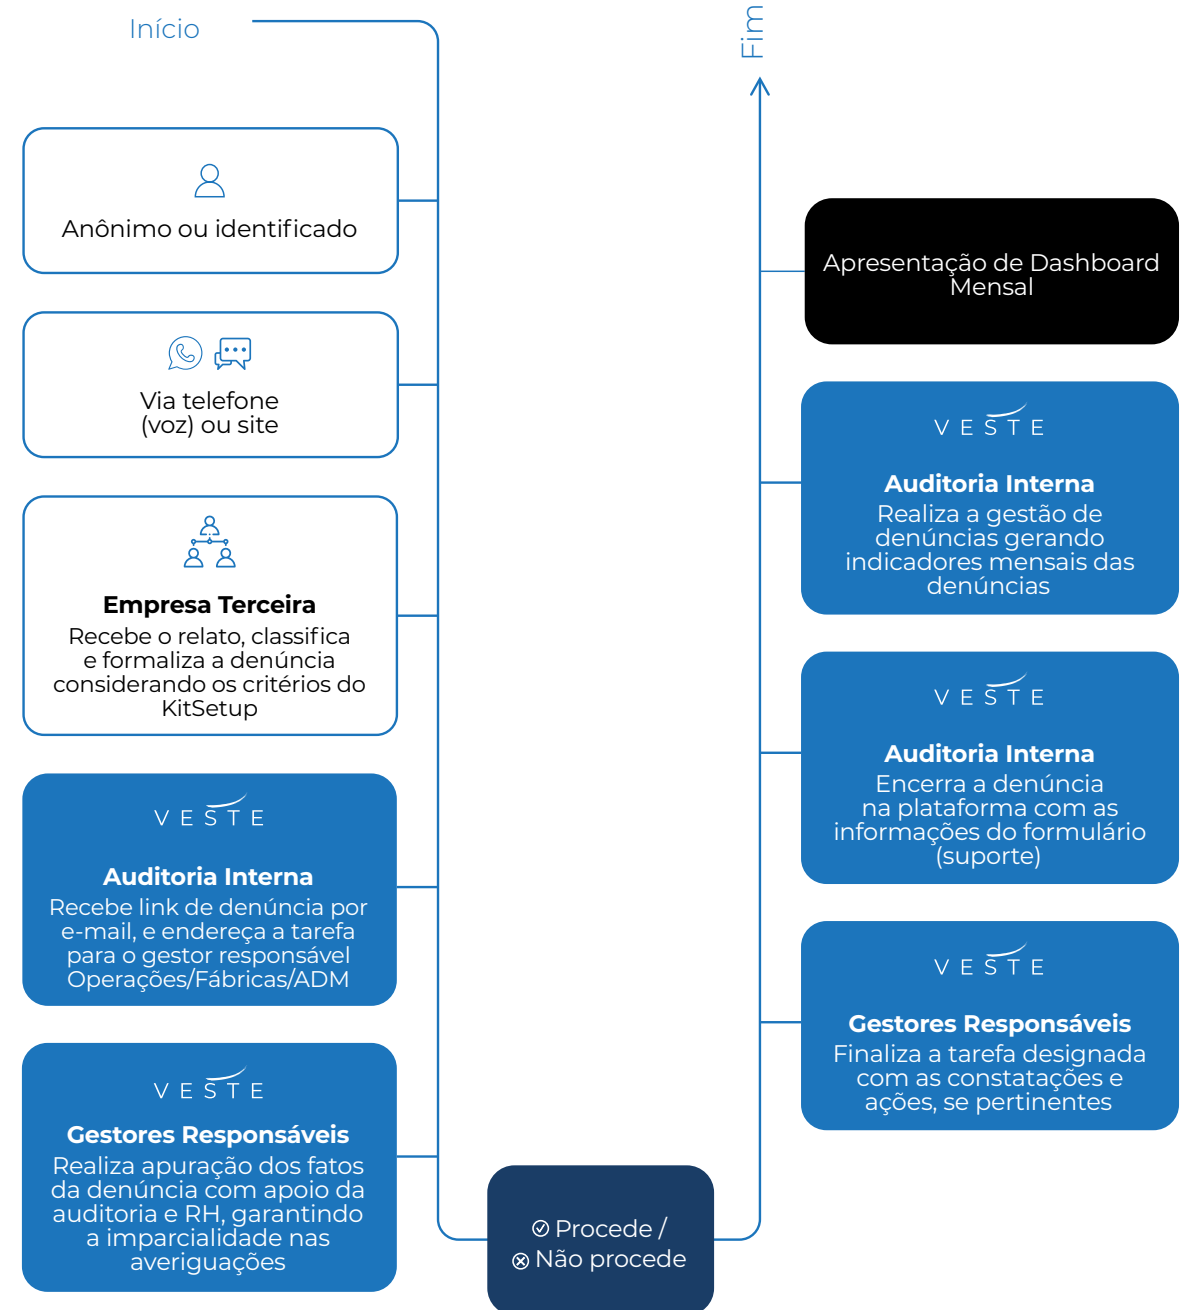 Início
Anônimo ou identificado
Via telefone
(voz) ou site
Empresa Terceira
Recebe o relato, classifica
e formaliza a denúncia
considerando os critérios do
KitSetup
VESTE
Auditoria Interna
Recebe link de denúncia por
e-mail, e endereça a tarefa
para o gestor responsável
Operações/Fábricas/ADM
VESTE
Gestores Responsáveis
Realiza apuração dos fatos
da denúncia com apoio da
auditoria e RH, garantindo
a imparcialidade nas
averiguações
Procede /
Não procede
VESTE
Gestores Responsáveis
Finaliza a tarefa designada
com as constatações e
ações, se pertinentes
VESTE
Auditoria Interna
Encerra a denúncia
na plataforma com as
informações do formulário
(suporte)
VESTE
Auditoria Interna
Realiza a gestão de
denúncias gerando
indicadores mensais das
denúncias
Apresentação de Dashboard
Mensal
Fim